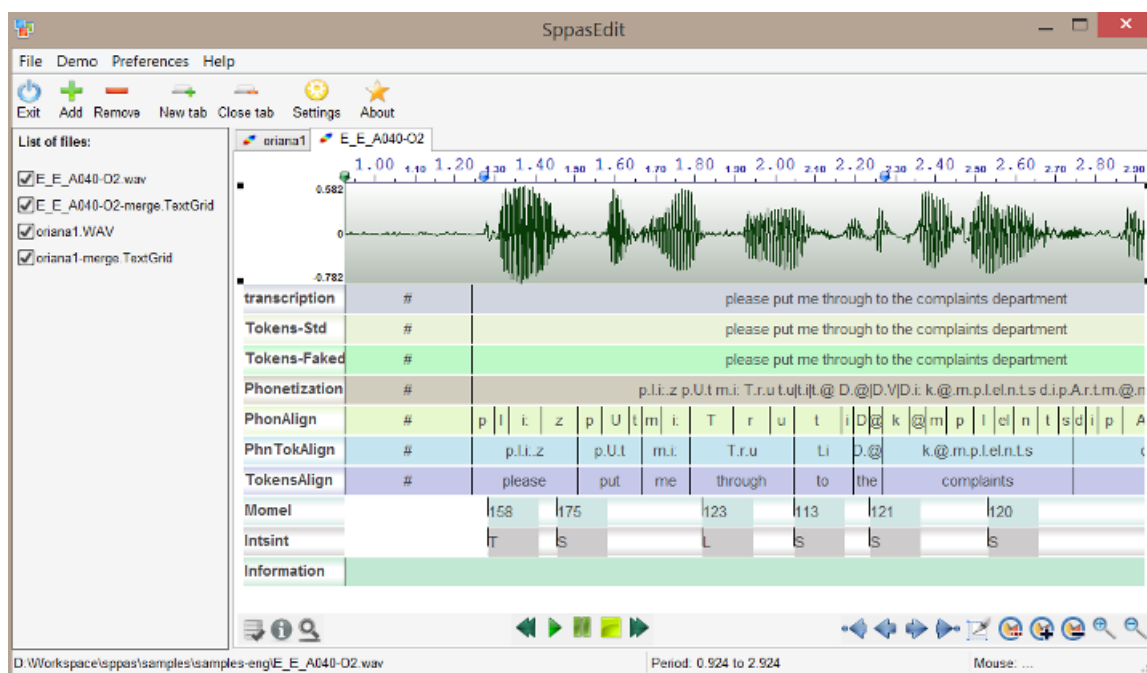 SppasEdit
File Demo Preferences Help
Exit Add Remove New tab Close tab Settings About
List of files:
E_E_A040-O2.wav
E_E_A040-O2-merge.TextGrid
oriana1.WAV
oriana1-merge.TextGrid
oriana1 E_E_A040-O2
1.00 1.10 1.20 1.30 1.40 1.50 1.60 1.70 1.80 1.90 2.00 2.10 2.20 2.30 2.40 2.50 2.60 2.70 2.80 2.90
0.582
0
-0.782
transcription # please put me through to the complaints department
Tokens-Std # please put me through to the complaints department
Tokens-Faked # please put me through to the complaints department
Phonetization # p.l.i:.z p.U.t m.i: T.r.u t.u|t.i|t.@ D.@|D.V|D.i: k.@.m.p.l.eI.n.t.s d.i.p.A.r.t.m.@.n
PhonAlign # p l i: z p U t m i: T r u t i D @ k @ m p l eI n t s d i p A
PhnTokAlign # p.l.i:.z p.U.t m.i: T.r.u t.i D.@ k.@.m.p.l.eI.n.t.s
TokensAlign # please put me through to the complaints
Momel 158 175 123 113 121 120
Intsint T S L S S S
Information
D:\Workspace\sppas\samples\samples-eng\E_E_A040-O2.wav Period: 0.924 to 2.924 Mouse: ...